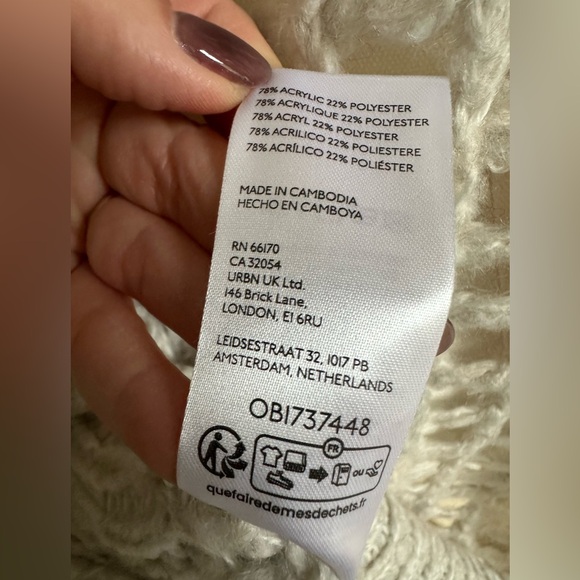 78% ACRYLIC 22% POLYESTER
78% ACRYLIQUE 22% POLYESTER
78% ACRYL 22% POLYESTER
78% ACRILICO 22% POLIESTERE
78% ACRÍLICO 22% POLIÉSTER
MADE IN CAMBODIA
HECHO EN CAMBOYA
RN 66170
CA 32054
URBN UK Ltd.
146 Brick Lane,
LONDON, E1 6RU
LEIDSESTRAAT 32, 1017 PB
AMSTERDAM, NETHERLANDS
OB1737448
FR
ou
quefairedemesdechets.fr